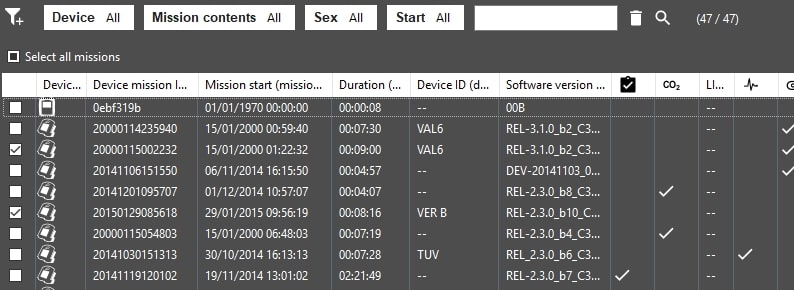 Device All Mission contents All Sex All Start All (47 / 47)
Select all missions
Devic... Device mission I... Mission start (missio... Duration (... Device ID (d... Software version ... CO₂ LI...
0ebf319b 01/01/1970 00:00:00 00:00:08 -- 00B --
20000114235940 15/01/2000 00:59:40 00:07:30 VAL6 REL-3.1.0_b2_C3... --
20000115002232 15/01/2000 01:22:32 00:09:00 VAL6 REL-3.1.0_b2_C3... --
20141106151550 06/11/2014 16:15:50 00:04:57 -- DEV-20141103_0... --
20141201095707 01/12/2014 10:57:07 00:04:07 -- REL-2.3.0_b8_C3... --
20150129085618 29/01/2015 09:56:19 00:08:16 VER B REL-2.3.0_b10_C... --
20000115054803 15/01/2000 06:48:03 00:07:19 -- REL-2.3.0_b4_C3... --
20141030151313 30/10/2014 16:13:13 00:07:28 TUV REL-2.3.0_b6_C3... --
20141119120102 19/11/2014 13:01:02 02:21:49 -- REL-2.3.0_b7_C3... --